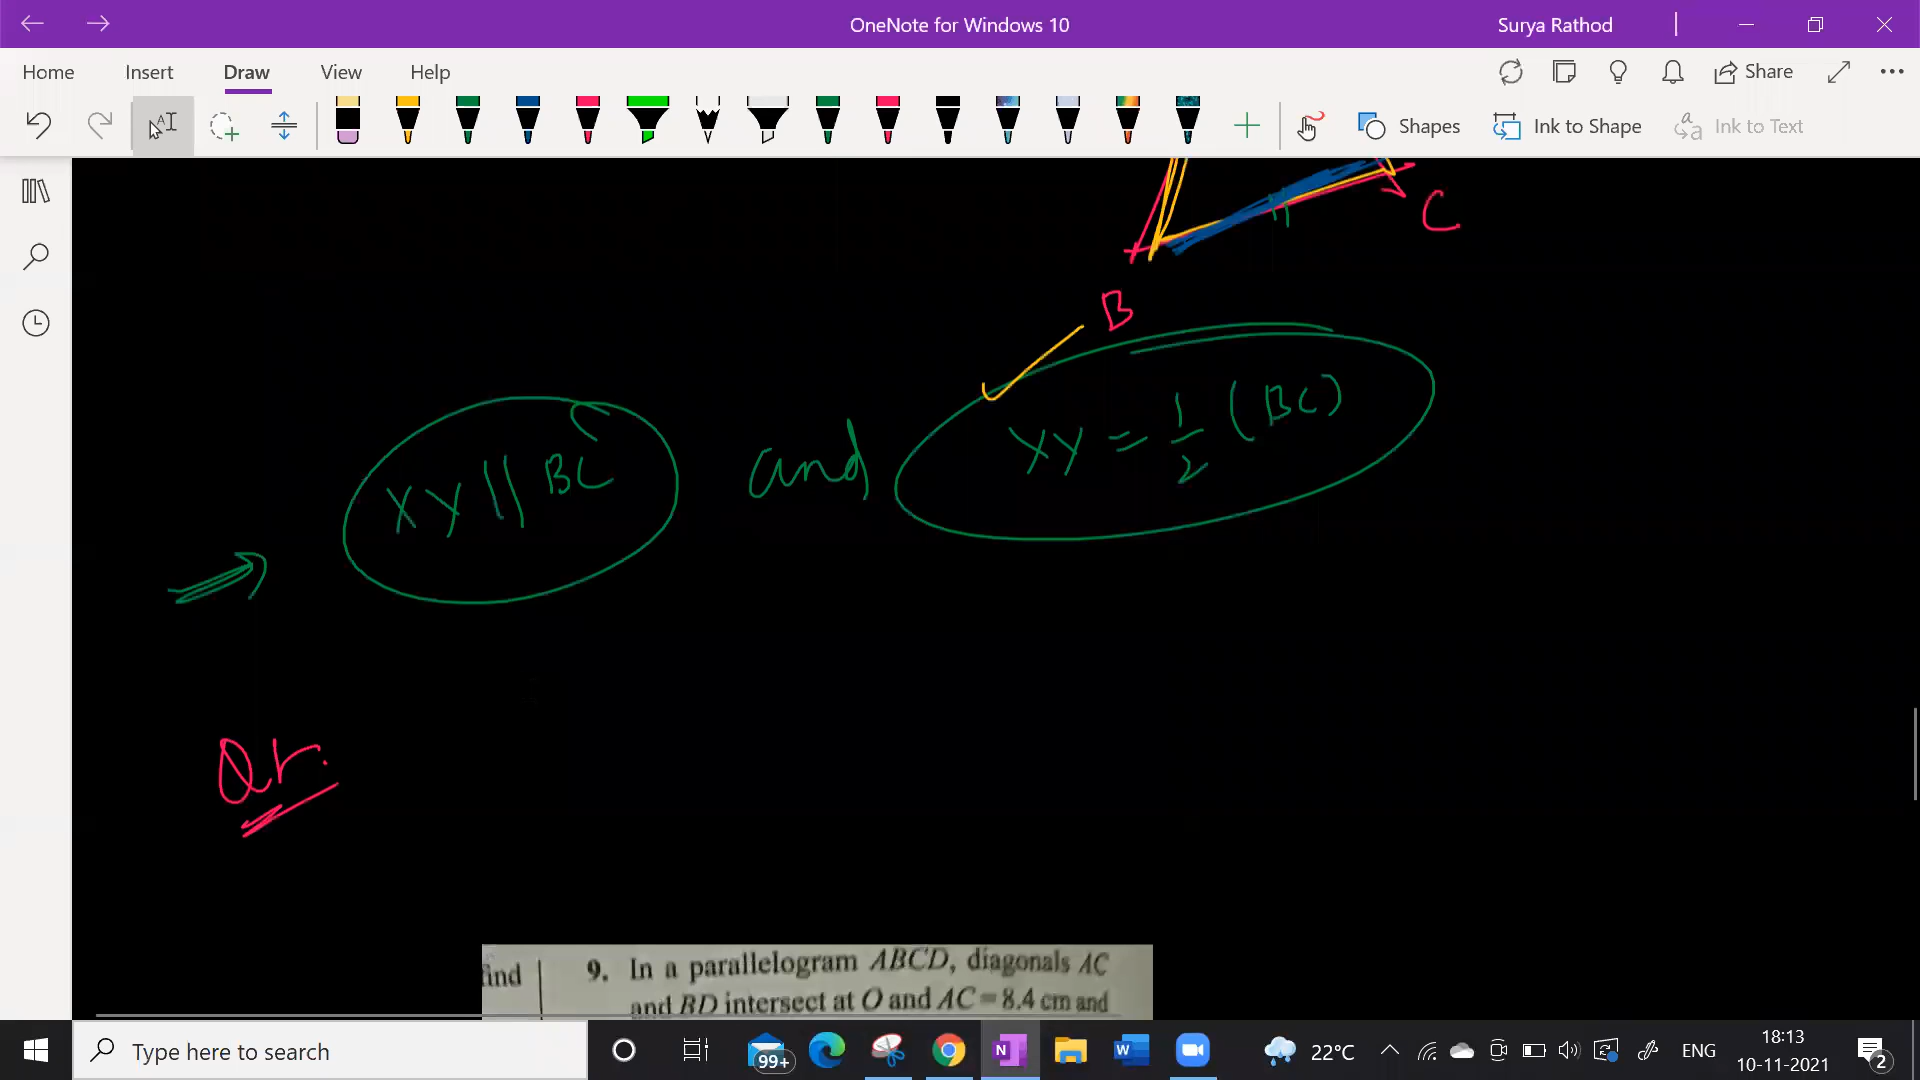 OneNote for Windows 10
Surya Rathod
Home Insert Draw View Help
Share
Shapes
Ink to Shape
Ink to Text
C
B
XY || BC and XY = 1/2 (BC)
Qr.
find
9. In a parallelogram ABCD, diagonals AC
and BD intersect at O and AC = 8.4 cm and
Type here to search
99+
22°C
ENG
18:13
10-11-2021
2